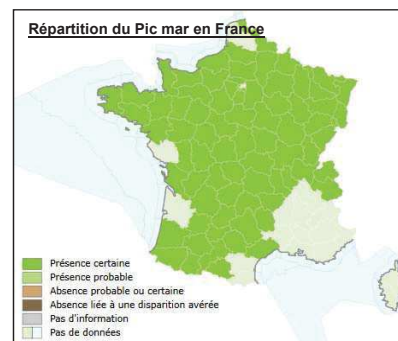 Répartition du Pic mar en France
Présence certaine
Présence probable
Absence probable ou certaine
Absence liée à une disparition avérée
Pas d'information
Pas de données